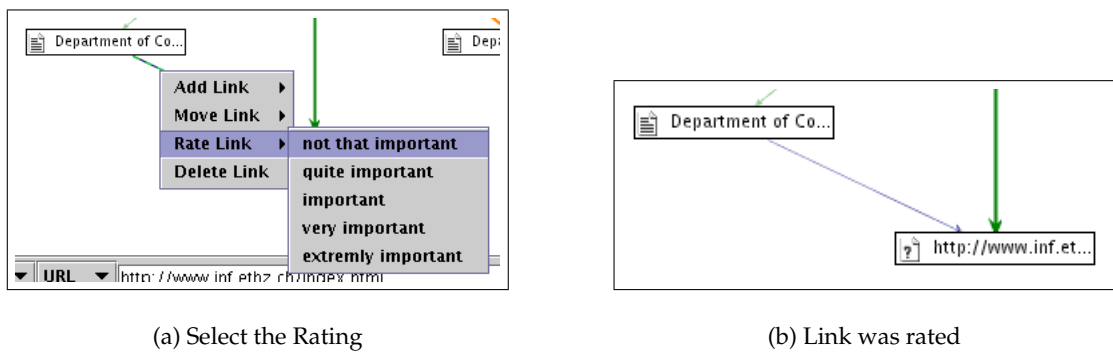 Department of Co...
Depa
Add Link
Move Link
Rate Link
Delete Link
not that important
quite important
important
very important
extremly important
URL
http://www.inf.ethz.ch/index.html
(a) Select the Rating
Department of Co...
http://www.inf.et...
(b) Link was rated